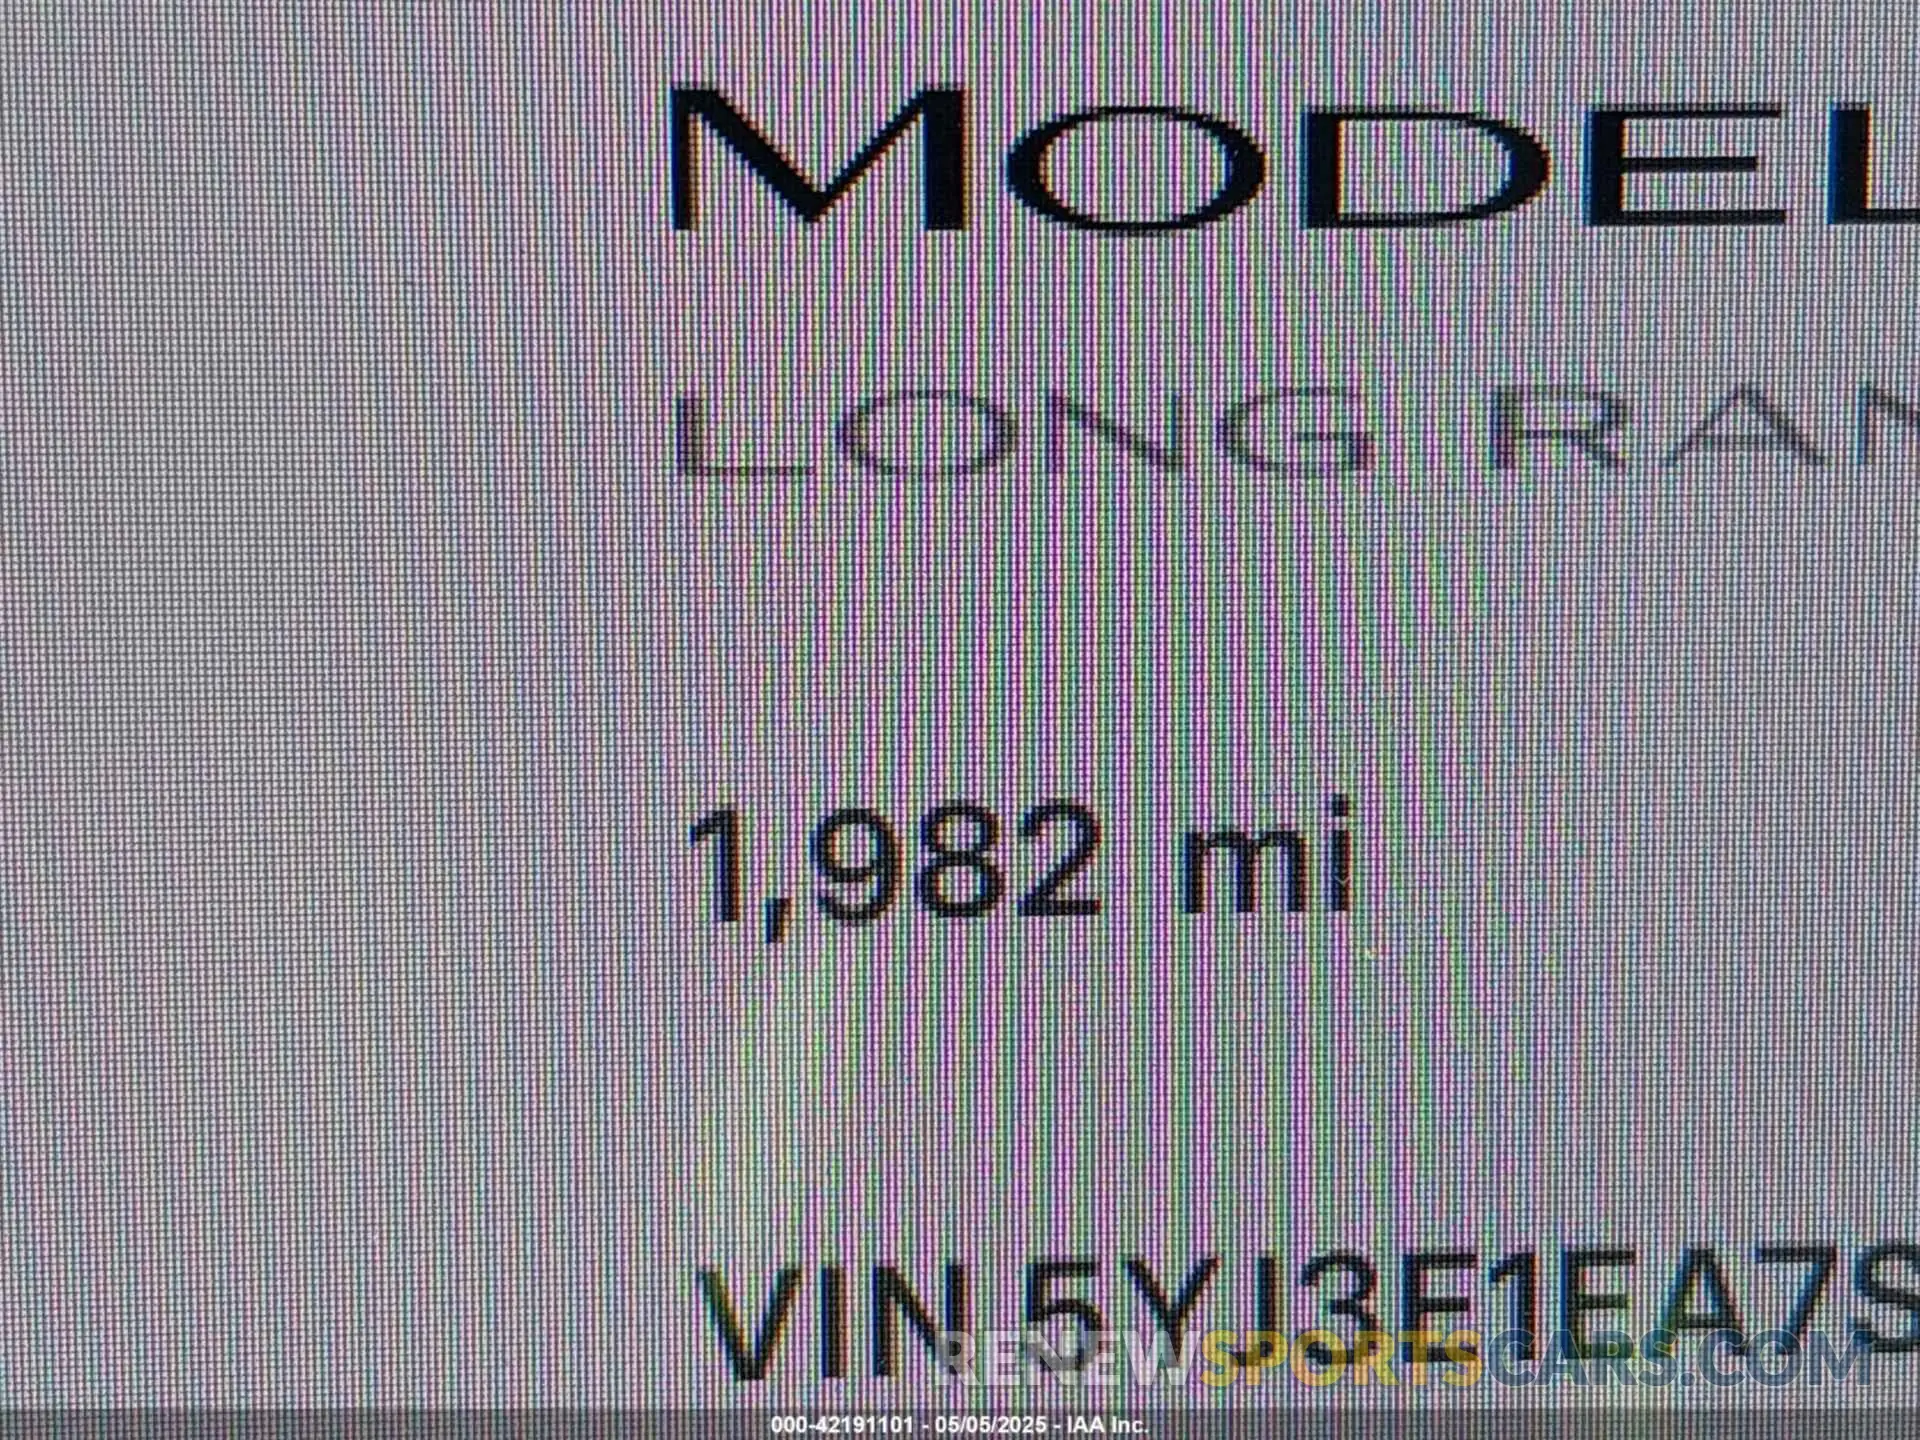 MODEL
LONG RAN
1,982 mi
VIN 5YJ3E1EA7S
RENEWSPORTSCARS.COM
000-42191101 - 05/05/2025 - IAA Inc.